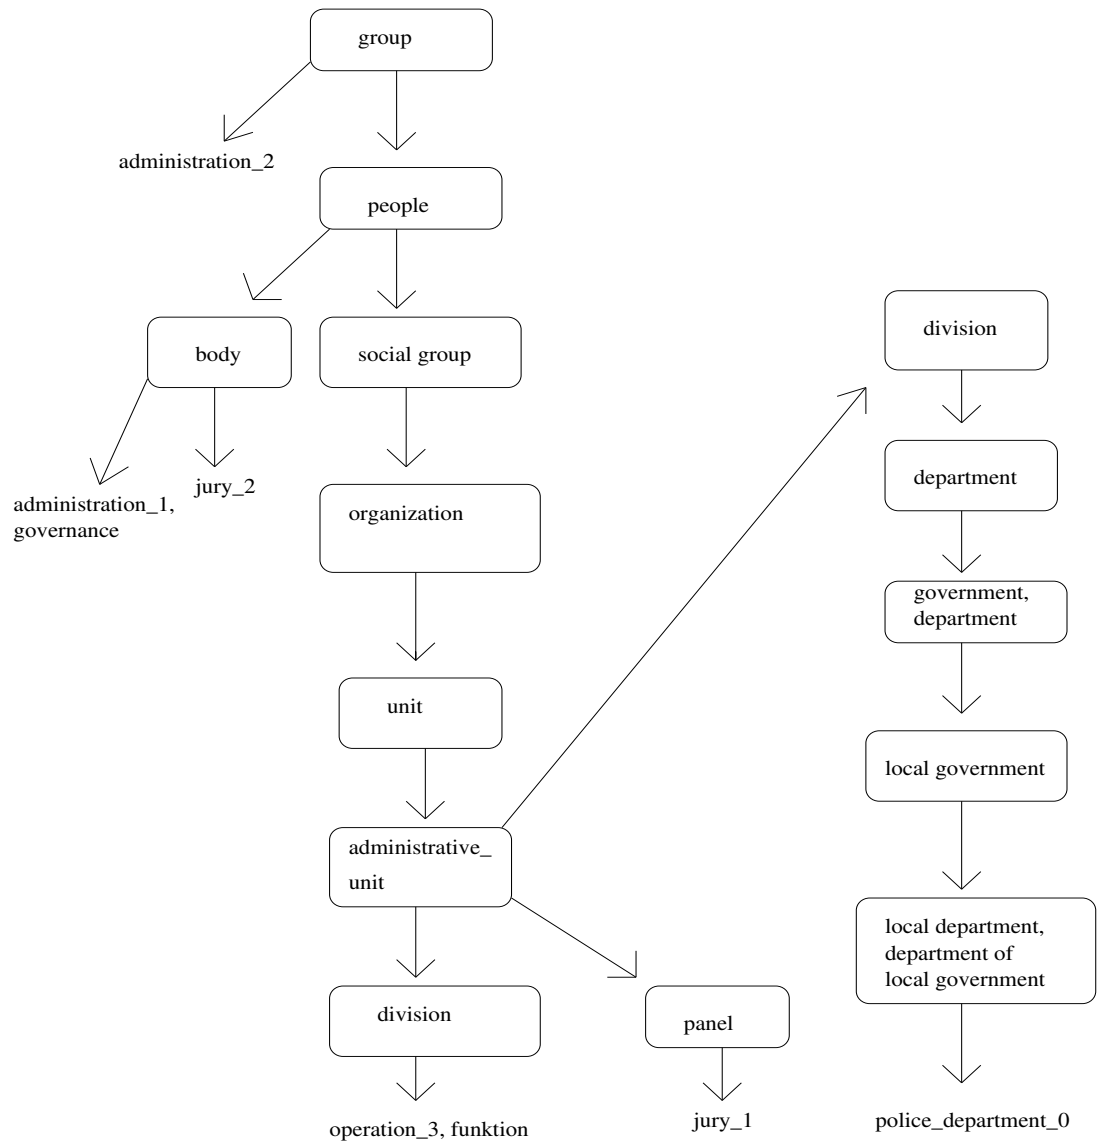 group
administration_2
people
body
social group
administration_1,
governance
jury_2
organization
unit
administrative_
unit
division
operation_3, funktion
panel
jury_1
division
department
government,
department
local government
local department,
department of
local government
police_department_0